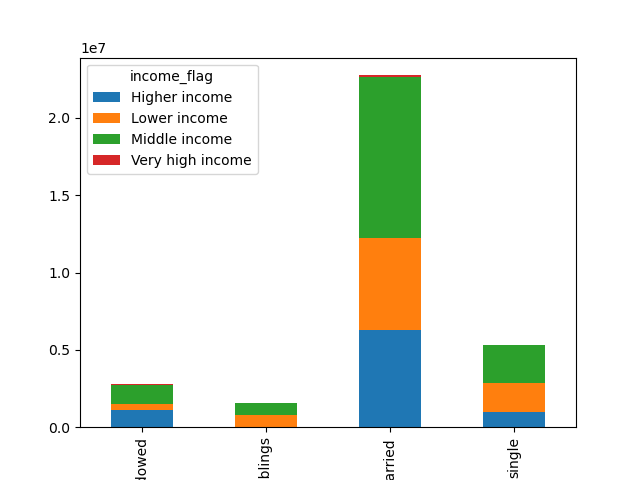 1e7
income_flag
Higher income
Lower income
Middle income
Very high income
2.0
1.5
1.0
0.5
0.0
dowed
blings
arried
single